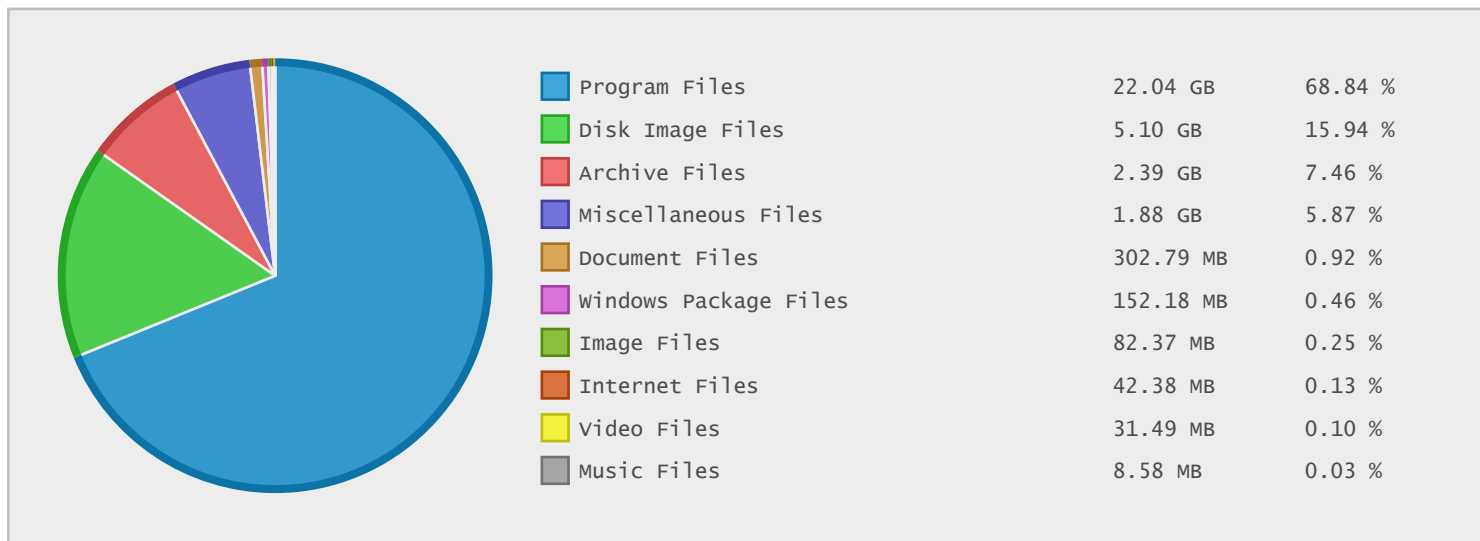 Program Files 22.04 GB 68.84 %
Disk Image Files 5.10 GB 15.94 %
Archive Files 2.39 GB 7.46 %
Miscellaneous Files 1.88 GB 5.87 %
Document Files 302.79 MB 0.92 %
Windows Package Files 152.18 MB 0.46 %
Image Files 82.37 MB 0.25 %
Internet Files 42.38 MB 0.13 %
Video Files 31.49 MB 0.10 %
Music Files 8.58 MB 0.03 %